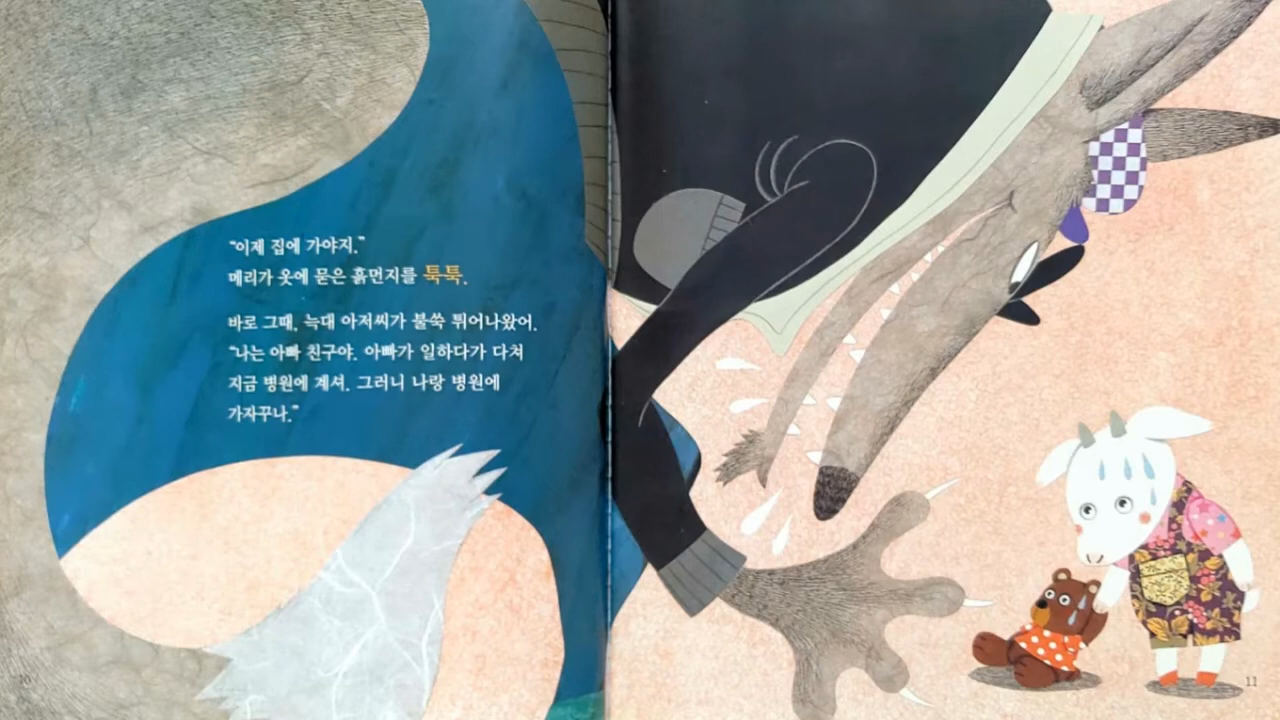 “이제 집에 가야지.”
메리가 옷에 묻은 흙먼지를 툭툭.
바로 그때, 늑대 아저씨가 불쑥 튀어나왔어.
“나는 아빠 친구야. 아빠가 일하다가 다쳐
지금 병원에 계셔. 그러니 나랑 병원에
가자꾸나.”
10
11